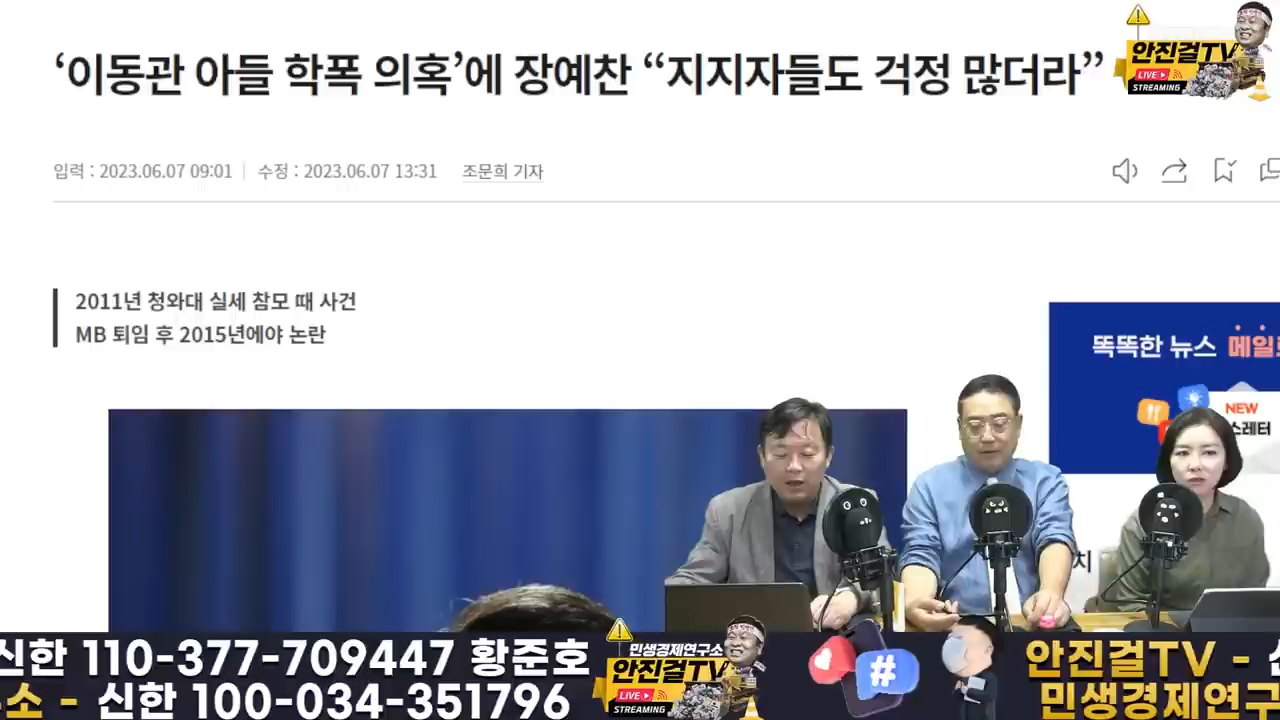 ‘이동관 아들 학폭 의혹’에 장예찬 “지지자들도 걱정 많더라”
안진걸TV
LIVE
STREAMING
입력 : 2023.06.07 09:01 | 수정 : 2023.06.07 13:31 조문희 기자
2011년 청와대 실세 참모 때 사건
MB 퇴임 후 2015년에야 논란
똑똑한 뉴스 메일
NEW
스레터
치
신한 110-377-709447 황준호
소 - 신한 100-034-351796
민생경제연구소
안진걸TV
LIVE
STREAMING
#
안진걸TV -
민생경제연구